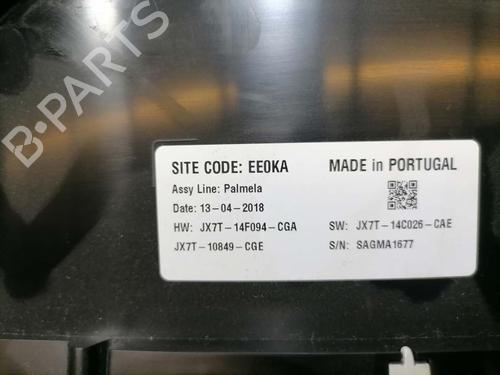 B-PARTS
SITE CODE: EE0KA
MADE in PORTUGAL
Assy Line: Palmela
Date: 13-04-2018
HW: JX7T-14F094-CGA
SW: JX7T-14C026-CAE
JX7T-10849-CGE
S/N: SAGMA1677